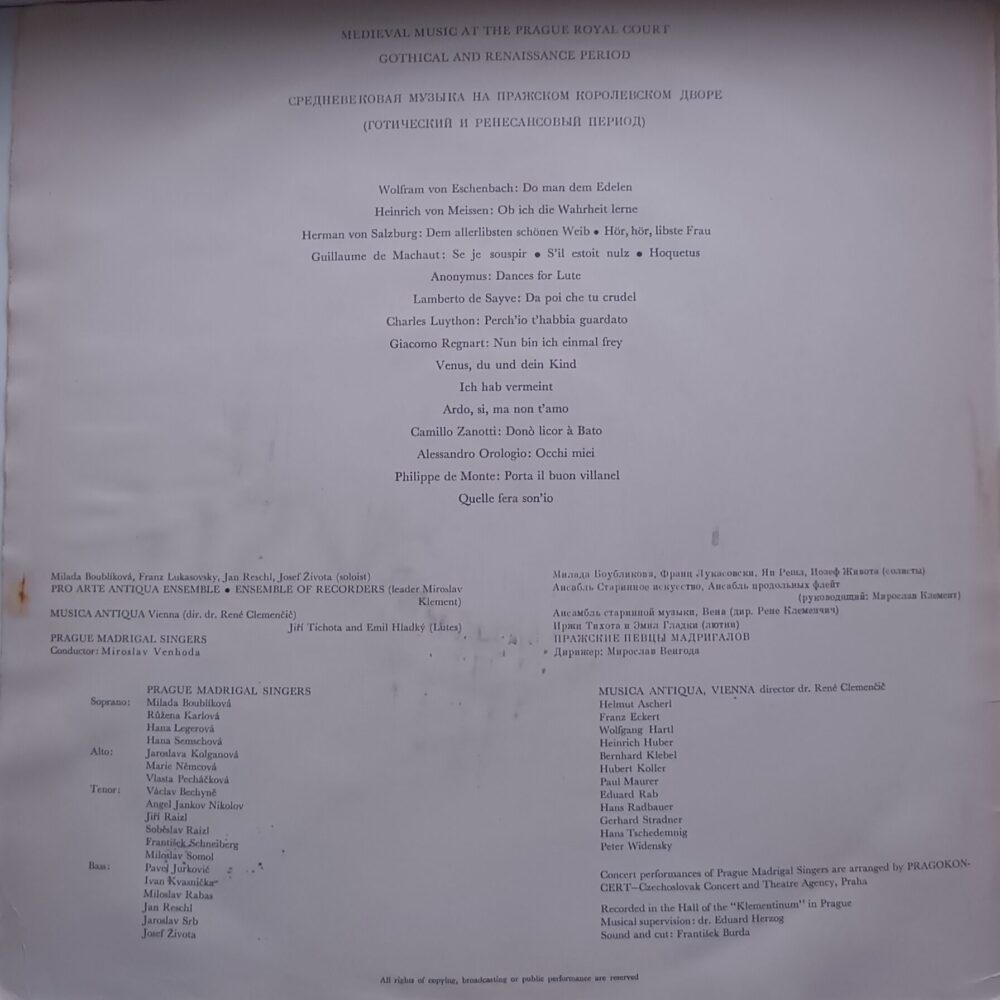 MEDIEVAL MUSIC AT THE PRAGUE ROYAL COURT
GOTHICAL AND RENAISSANCE PERIOD
СРЕДНЕВЕКОВАЯ МУЗЫКА НА ПРАЖСКОМ КОРОЛЕВСКОМ ДВОРЕ
(ГОТИЧЕСКИЙ И РЕНЕСАНСОВЫЙ ПЕРИОД)
Wolfram von Eschenbach: Do man dem Edelen
Heinrich von Meissen: Ob ich die Wahrheit lerne
Herman von Salzburg: Dem allerlibsten schönen Weib • Hör, hör, libste Frau
Guillaume de Machaut: Se je souspir • S'il estoit nulz • Hoquetus
Anonymus: Dances for Lute
Lamberto de Sayve: Da poi che tu crudel
Charles Luython: Perch'io t'habbia guardato
Giacomo Regnart: Nun bin ich einmal frey
Venus, du und dein Kind
Ich hab vermeint
Ardo, si, ma non t'amo
Camillo Zanotti: Donò licor à Bato
Alessandro Orologio: Occhi miei
Philippe de Monte: Porta il buon villanel
Quelle fera son'io
Milada Boublíková, Franz Lukasovsky, Jan Reschl, Josef Života (soloist)
PRO ARTE ANTIQUA ENSEMBLE • ENSEMBLE OF RECORDERS (leader Miroslav
Klement)
MUSICA ANTIQUA Vienna (dir. dr. René Clemenčič)
Jiří Tichota and Emil Hladký (Lutes)
PRAGUE MADRIGAL SINGERS
Conductor: Miroslav Venhoda
Милада Боубликова, Франц Лукасовски, Ян Решл, Иозеф Живота (солисты)
Ансабль Старинное искусство, Ансабль продольных флейт
(руководящий: Мирослав Клемент)
Ансамбль старинной музыки, Вена (дир. Рене Клеменчич)
Иржи Тихота и Эмил Гладки (лютни)
ПРАЖСКИЕ ПЕВЦЫ МАДРИГАЛОВ
Дирижер: Мирослав Венгода
PRAGUE MADRIGAL SINGERS
Soprano: Milada Boublíková
Růžena Karlová
Hana Legerová
Hana Semschová
Alto: Jaroslava Kolganová
Marie Němcová
Vlasta Pecháčková
Tenor: Václav Bechyně
Angel Jankov Nikolov
Jiří Raizl
Soběslav Raizl
František Schneiberg
Miloslav Somol
Bass: Pavel Jurkovič
Ivan Kvasnička
Miloslav Rabas
Jan Reschl
Jaroslav Srb
Josef Života
MUSICA ANTIQUA, VIENNA director dr. René Clemenčič
Helmut Ascherl
Franz Eckert
Wolfgang Hartl
Heinrich Huber
Bernhard Klebel
Hubert Koller
Paul Maurer
Eduard Rab
Hans Radbauer
Gerhard Stradner
Hans Tschedemnig
Peter Widensky
Concert performances of Prague Madrigal Singers are arranged by PRAGOKON-
CERT—Czechoslovak Concert and Theatre Agency, Praha
Recorded in the Hall of the "Klementinum" in Prague
Musical supervision: dr. Eduard Herzog
Sound and cut: František Burda
All rights of copying, broadcasting or public performance are reserved